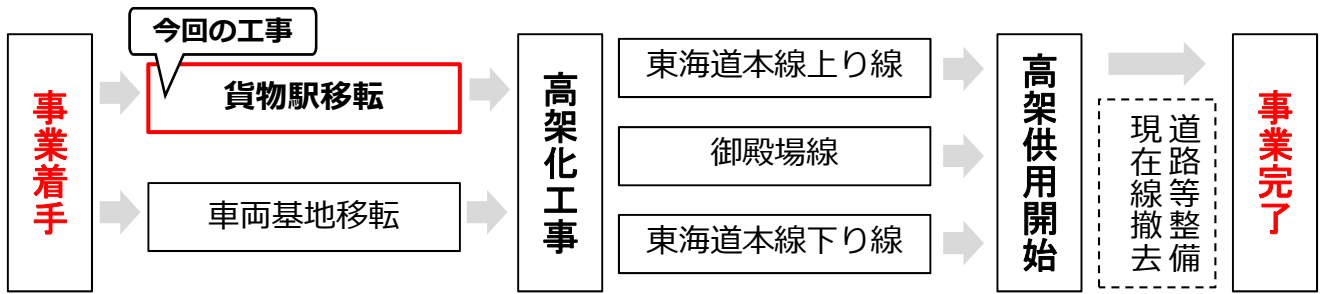 今回の工事
事業着手
貨物駅移転
車両基地移転
高架化工事
東海道本線上り線
御殿場線
東海道本線下り線
高架供用開始
道路等整備
現在線撤去
事業完了